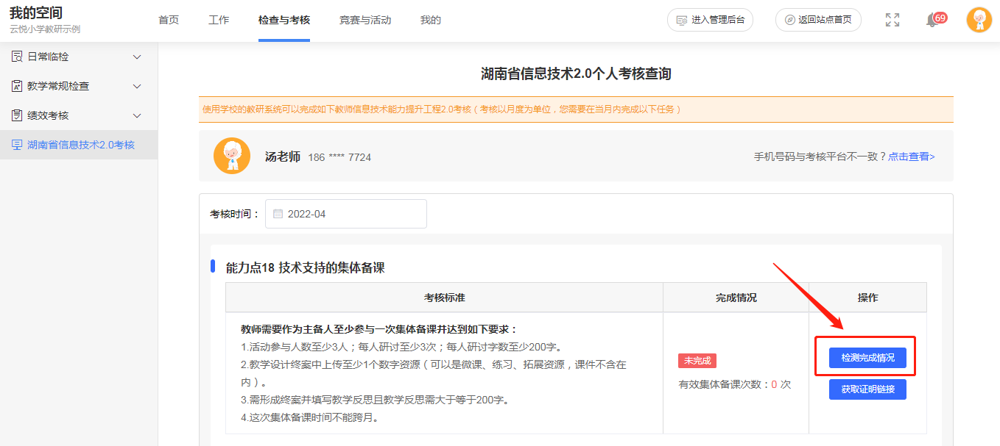 我的空间
云悦小学教研示例
首页
工作
检查与考核
竞赛与活动
我的
进入管理后台
返回站点首页
69
日常临检
教学常规检查
绩效考核
湖南省信息技术2.0考核
湖南省信息技术2.0个人考核查询
使用学校的教研系统可以完成如下教师信息技术能力提升工程2.0考核（考核以月度为单位，您需要在当月内完成以下任务）
汤老师 186 **** 7724
手机号码与考核平台不一致？点击查看>
考核时间： 2022-04
能力点18 技术支持的集体备课
考核标准
完成情况
操作
教师需要作为主备人至少参与一次集体备课并达到如下要求：
1.活动参与人数至少3人；每人研讨至少3次；每人研讨字数至少200字。
2.教学设计终案中上传至少1个数字资源（可以是微课、练习、拓展资源，课件不含在
内）。
3.需形成终案并填写教学反思且教学反思需大于等于200字。
4.这次集体备课时间不能跨月。
未完成
有效集体备课次数：0 次
检测完成情况
获取证明链接